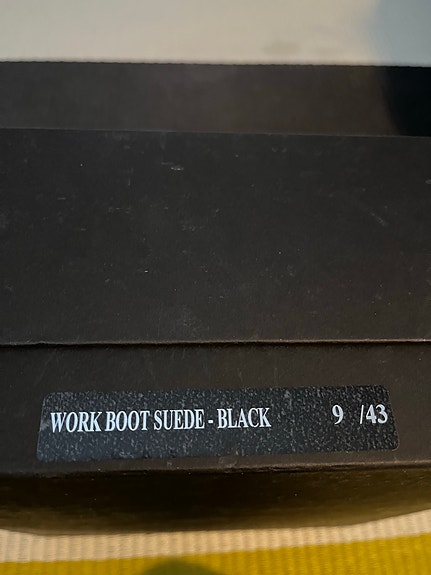 WORK BOOT SUEDE - BLACK 9 /43